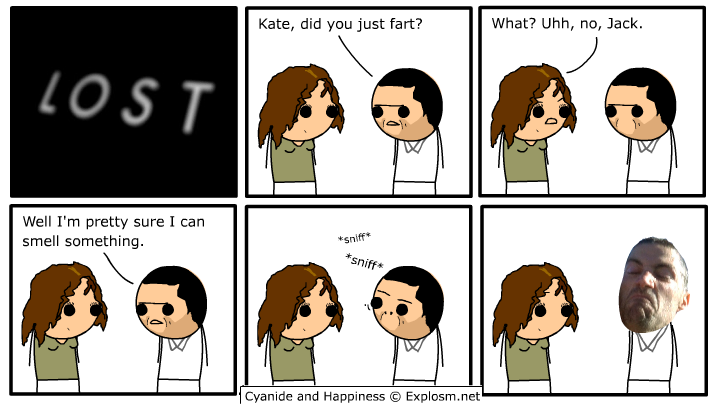 LOST
Kate, did you just fart?
What? Uhh, no, Jack.
Well I'm pretty sure I can
smell something.
*sniff*
*sniff*
Cyanide and Happiness © Explosm.net